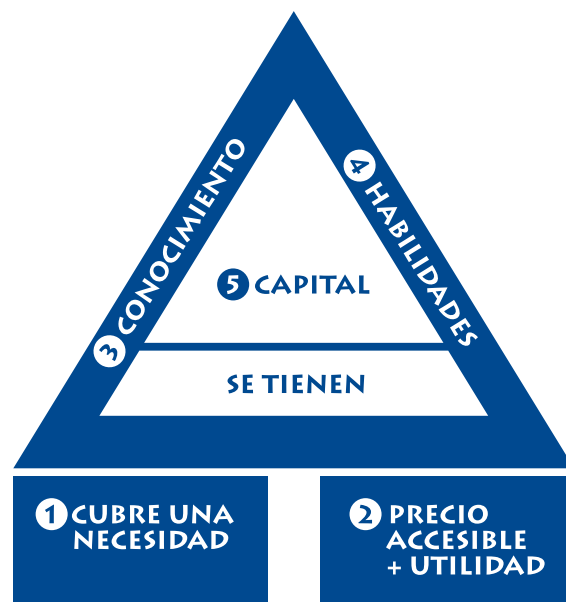 3 CONOCIMIENTO
4 HABILIDADES
5 CAPITAL
SE TIENEN
1 CUBRE UNA
NECESIDAD
2 PRECIO
ACCESIBLE
+ UTILIDAD